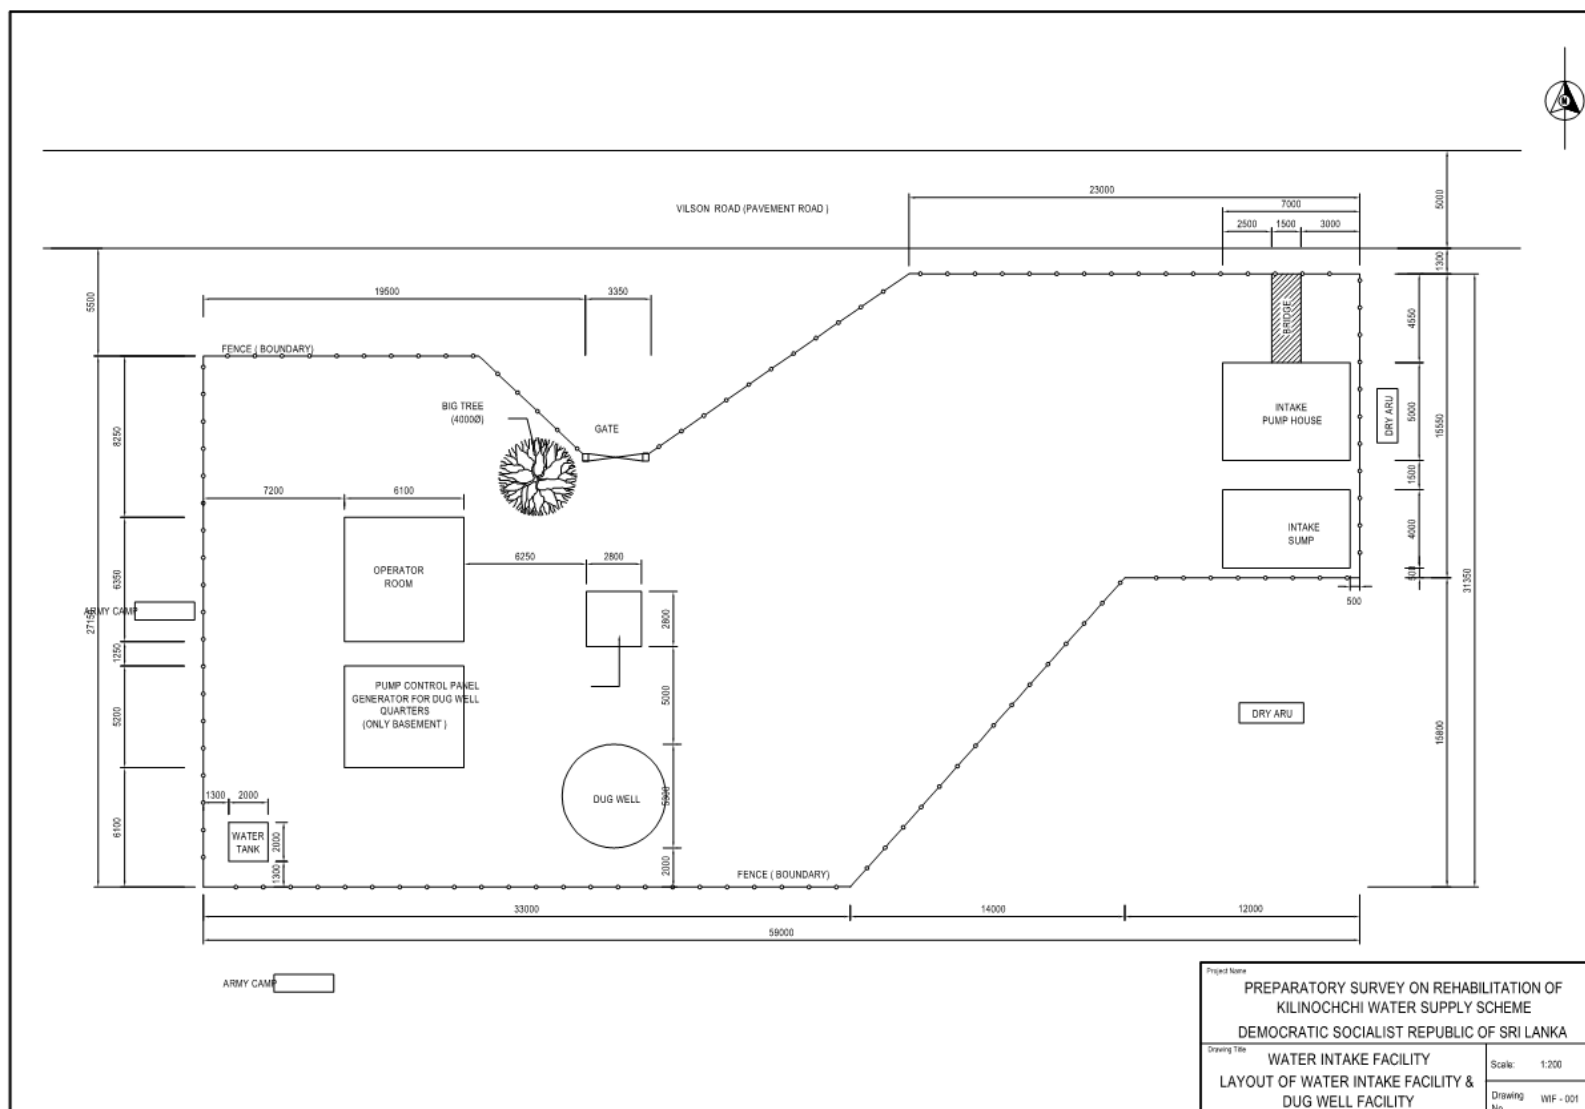 N
VILSON  ROAD (PAVEMENT ROAD )
23000
7000
2500
1500
3000
5000
1300
5500
19500
3350
FENCE ( BOUNDARY)
BRIDGE
4550
BIG TREE
(4000Ø)
GATE
INTAKE
PUMP HOUSE
5000
DRY ARU
15550
8250
1500
7200
6100
INTAKE
SUMP
4000
6250
2800
OPERATOR
ROOM
6350
500
500
31350
ARMY CAMP
27150
2800
1250
PUMP CONTROL PANEL
GENERATOR FOR DUG WELL
QUARTERS
(ONLY BASEMENT )
5000
5200
DRY ARU
15800
1300
2000
DUG WELL
5300
6100
WATER
TANK
2000
1300
2000
FENCE ( BOUNDARY)
33000
14000
12000
59000
ARMY CAMP
Project Name
PREPARATORY SURVEY ON REHABILITATION OF
KILINOCHCHI WATER SUPPLY SCHEME
DEMOCRATIC SOCIALIST REPUBLIC OF SRI LANKA
Drawing Title
WATER INTAKE FACILITY
LAYOUT OF WATER INTAKE FACILITY &
DUG WELL FACILITY
Scale: 1:200
Drawing
No
WIF - 001